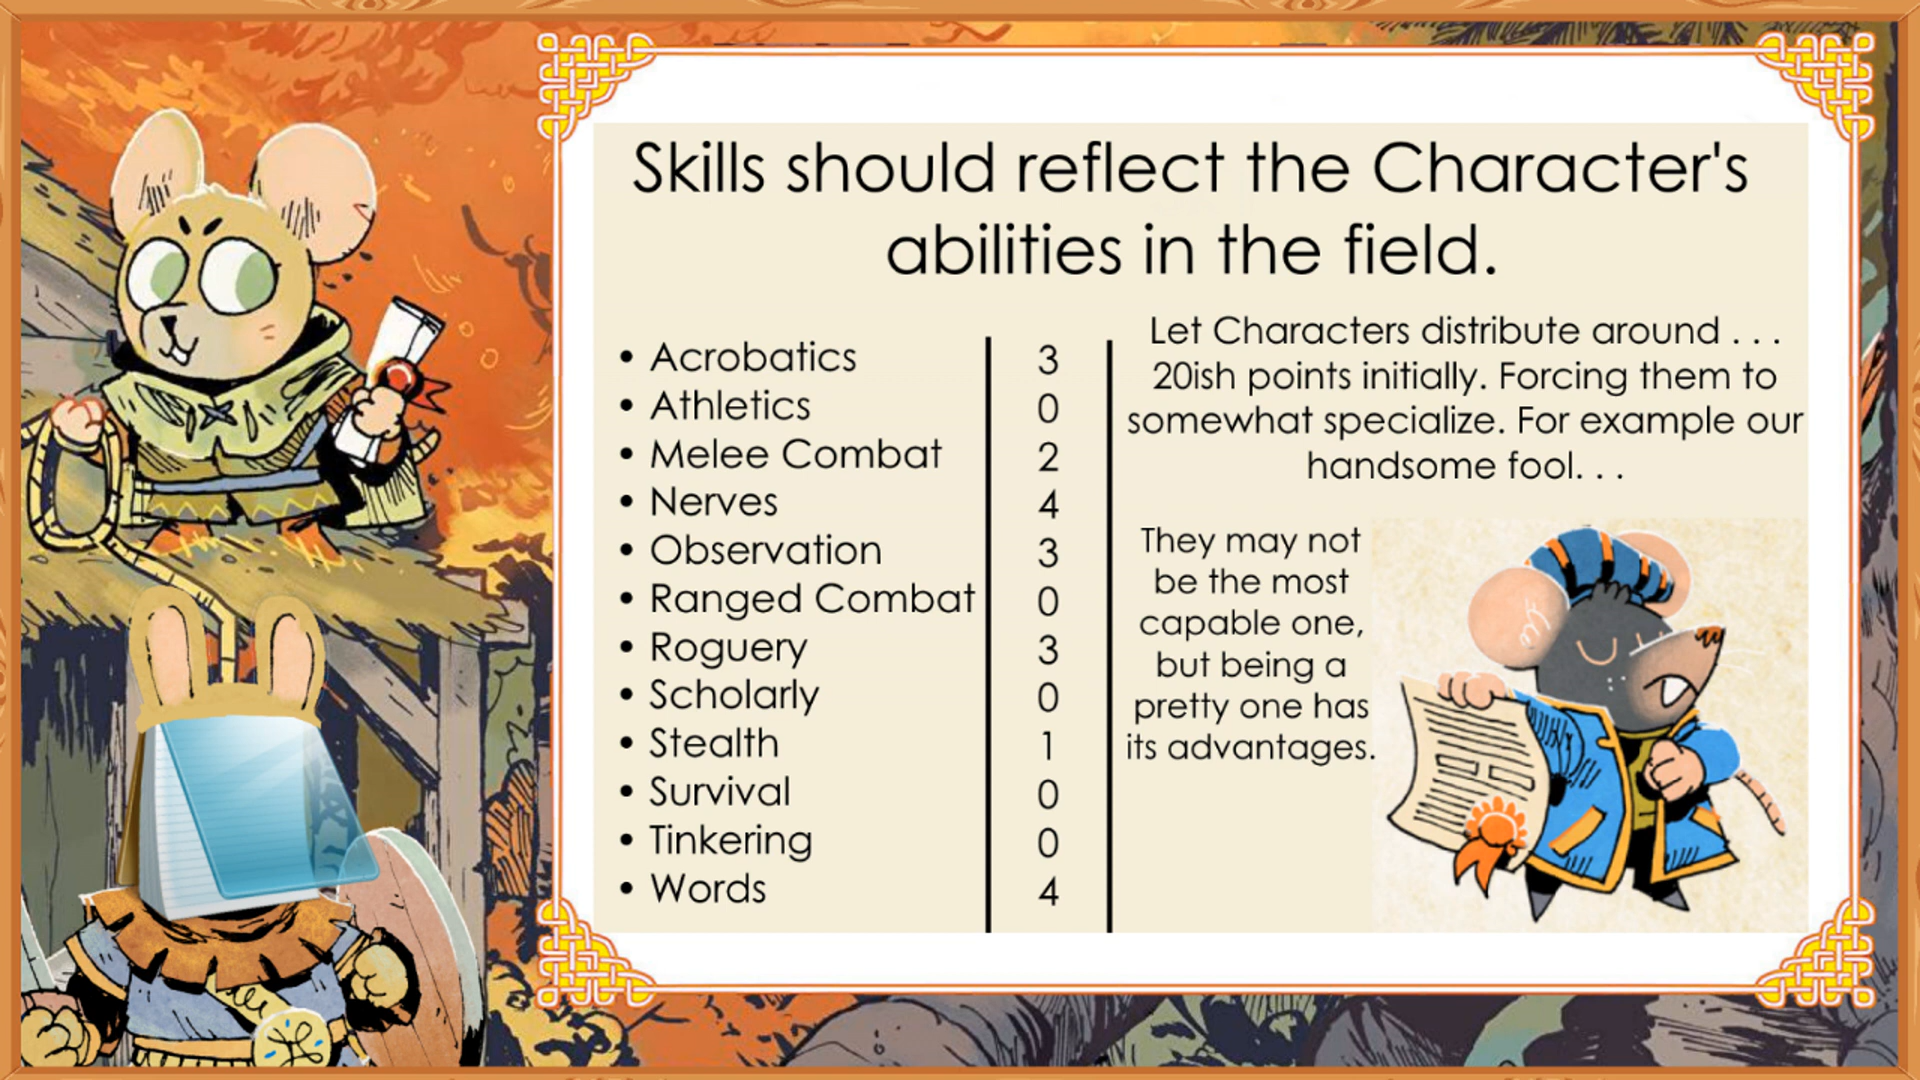 Skills should reflect the Character's
abilities in the field.
• Acrobatics 3
• Athletics 0
• Melee Combat 2
• Nerves 4
• Observation 3
• Ranged Combat 0
• Roguery 3
• Scholarly 0
• Stealth 1
• Survival 0
• Tinkering 0
• Words 4
Let Characters distribute around . . .
20ish points initially. Forcing them to
somewhat specialize. For example our
handsome fool. . .
They may not
be the most
capable one,
but being a
pretty one has
its advantages.